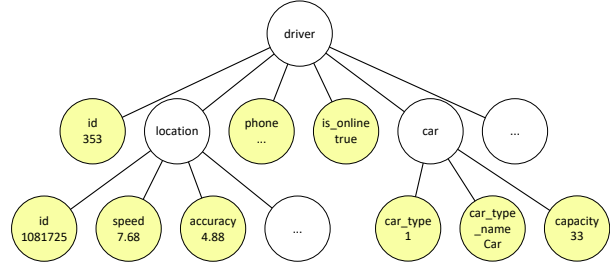 driver
id
353
location
phone
...
is_online
true
car
...
id
1081725
speed
7.68
accuracy
4.88
...
car_type
1
car_type
_name
Car
capacity
33